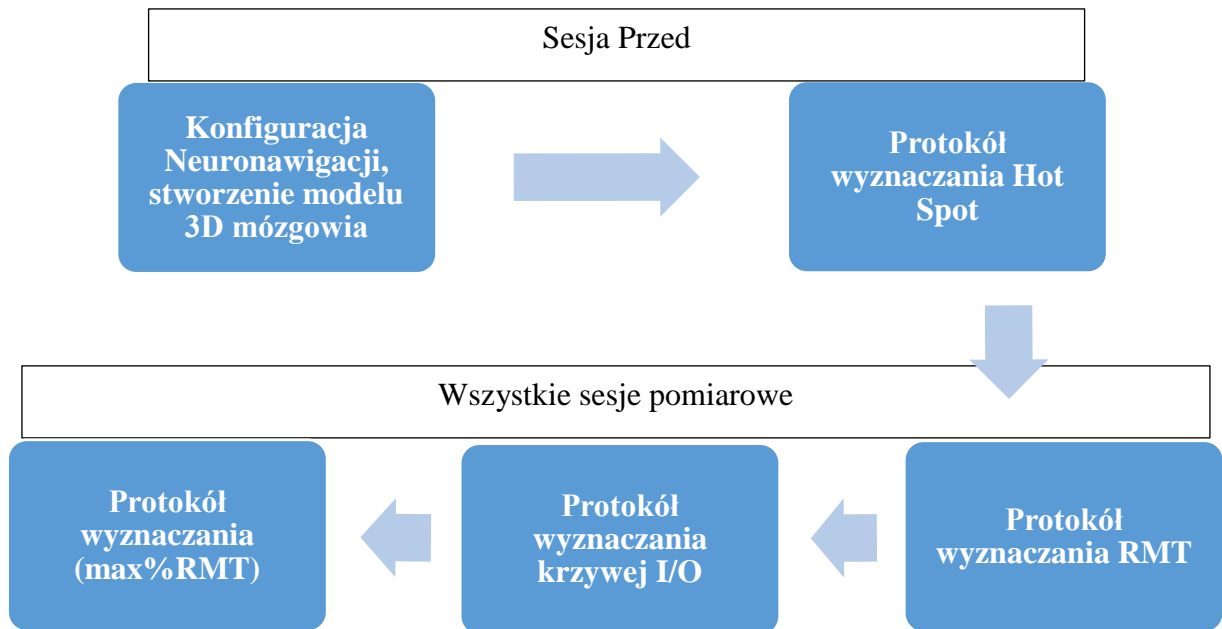 Sesja Przed
Konfiguracja
Neuronawigacji,
stworzenie modelu
3D mózgowia
Protokół
wyznaczania Hot
Spot
Wszystkie sesje pomiarowe
Protokół
wyznaczania
(max%RMT)
Protokół
wyznaczania
krzywej I/O
Protokół
wyznaczania RMT